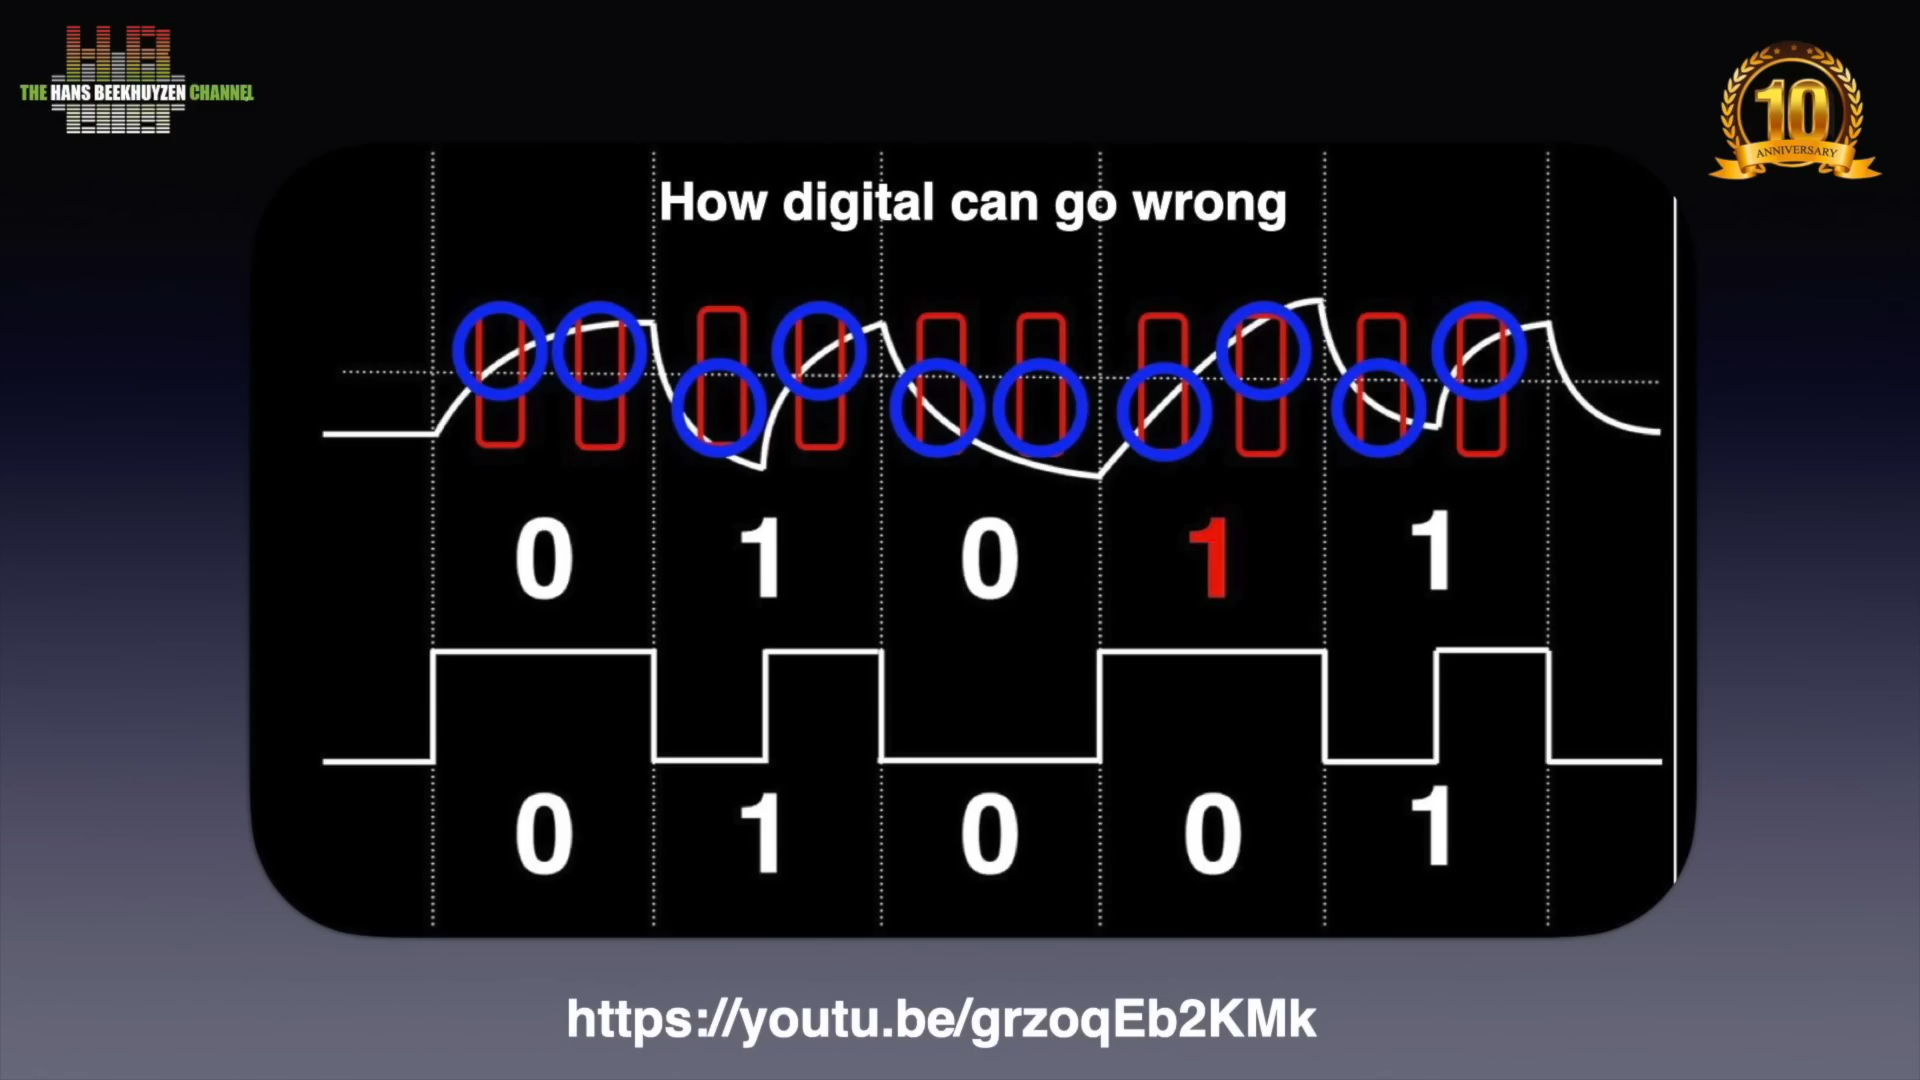 THE HANS BEEKHUYZEN CHANNEL
10
ANNIVERSARY
How digital can go wrong
0 1 0 1 1
0 1 0 0 1
https://youtu.be/grzoqEb2KMk